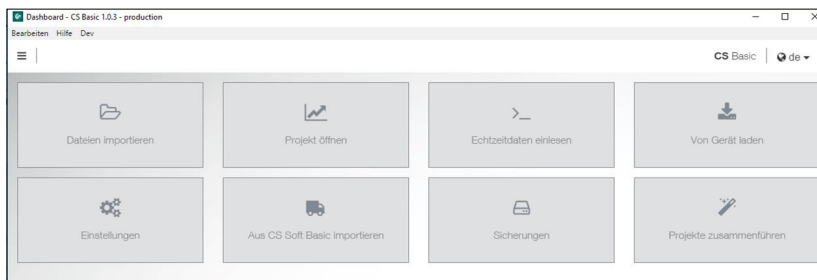 Dashboard - CS Basic 1.0.3 - production
Bearbeiten Hilfe Dev
CS Basic de
Dateien importieren
Projekt öffnen
Echtzeitdaten einlesen
Von Gerät laden
Einstellungen
Aus CS Soft Basic importieren
Sicherungen
Projekte zusammenführen